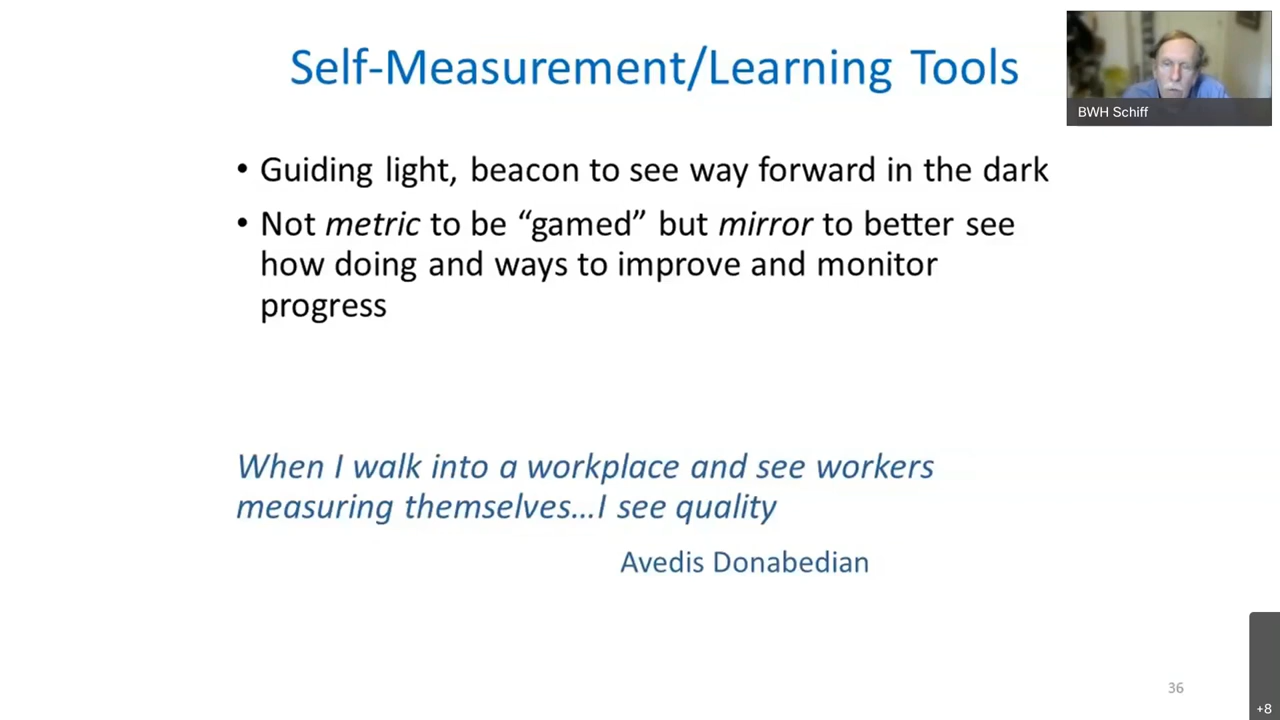 Self-Measurement/Learning Tools
BWH Schiff
• Guiding light, beacon to see way forward in the dark
• Not metric to be “gamed” but mirror to better see
how doing and ways to improve and monitor
progress
When I walk into a workplace and see workers
measuring themselves…I see quality
Avedis Donabedian
36
+8